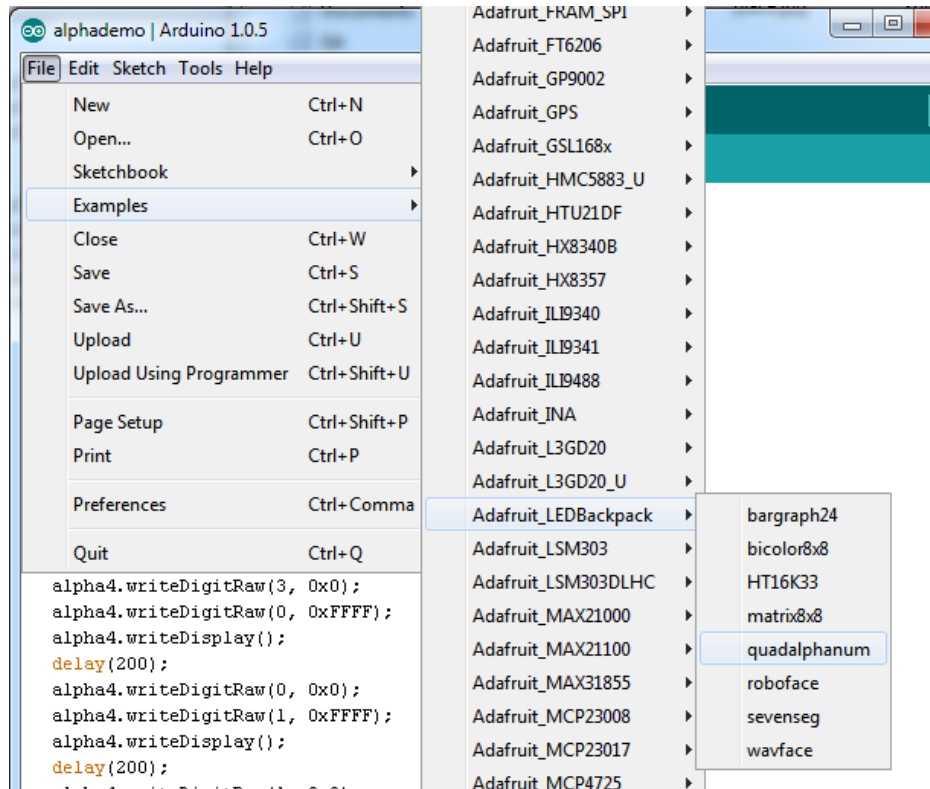 alphademo | Arduino 1.0.5
File Edit Sketch Tools Help
New Ctrl+N
Open... Ctrl+O
Sketchbook
Examples
Close Ctrl+W
Save Ctrl+S
Save As... Ctrl+Shift+S
Upload Ctrl+U
Upload Using Programmer Ctrl+Shift+U
Page Setup Ctrl+Shift+P
Print Ctrl+P
Preferences Ctrl+Comma
Quit Ctrl+Q
alpha4.writeDigitRaw(3, 0x0);
alpha4.writeDigitRaw(0, 0xFFFF);
alpha4.writeDisplay();
delay(200);
alpha4.writeDigitRaw(0, 0x0);
alpha4.writeDigitRaw(1, 0xFFFF);
alpha4.writeDisplay();
delay(200);
Adafruit_FRAM_SPI
Adafruit_FT6206
Adafruit_GP9002
Adafruit_GPS
Adafruit_GSL168x
Adafruit_HMC5883_U
Adafruit_HTU21DF
Adafruit_HX8340B
Adafruit_HX8357
Adafruit_ILI9340
Adafruit_ILI9341
Adafruit_ILI9488
Adafruit_INA
Adafruit_L3GD20
Adafruit_L3GD20_U
Adafruit_LEDBackpack
Adafruit_LSM303
Adafruit_LSM303DLHC
Adafruit_MAX21000
Adafruit_MAX21100
Adafruit_MAX31855
Adafruit_MCP23008
Adafruit_MCP23017
Adafruit_MCP4725
bargraph24
bicolor8x8
HT16K33
matrix8x8
quadalphanum
roboface
sevenseg
wavface